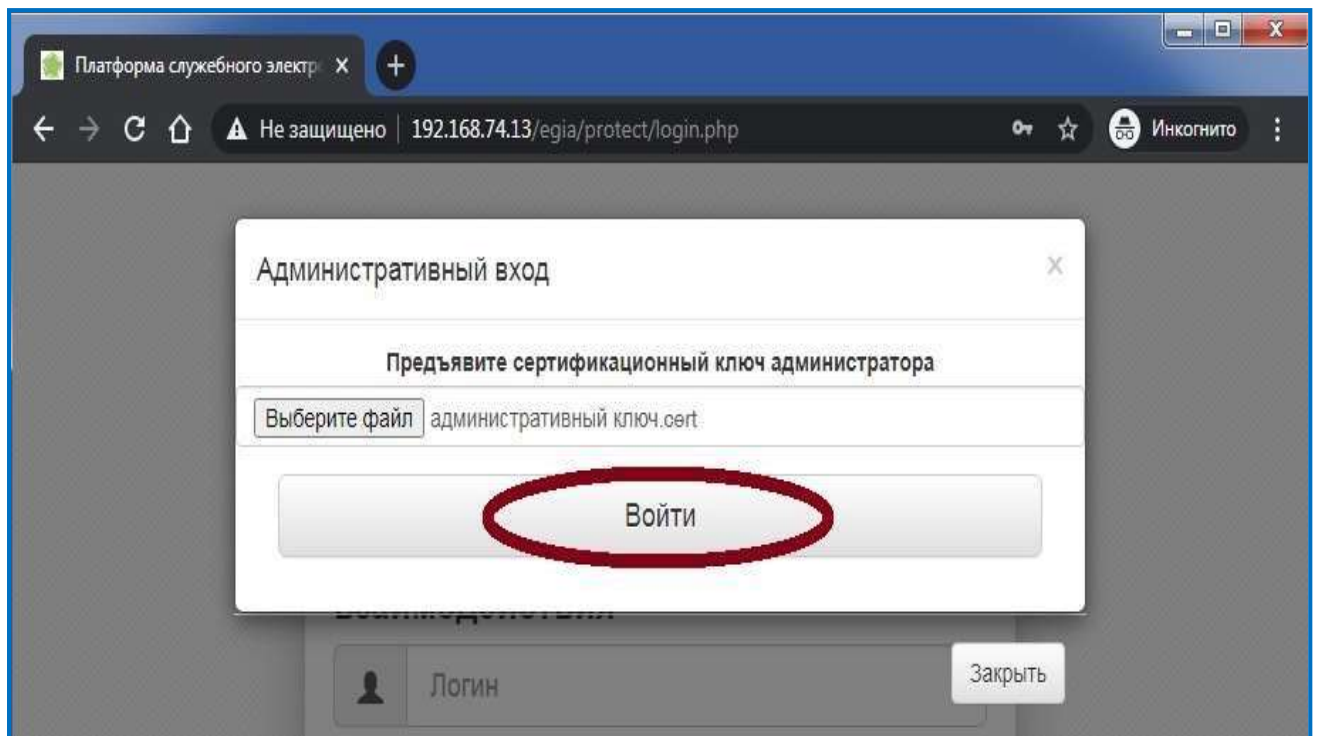 Платформа служебного электр
Не защищено 192.168.74.13/egia/protect/login.php Инкогнито
Административный вход
Предъявите сертификационный ключ администратора
Выберите файл административный ключ.cert
Войти
Логин
Закрыть